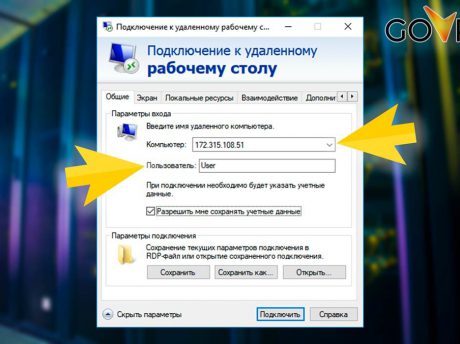 GOV
Подключение к удаленному рабочему с...
Подключение к удаленному
рабочему столу
Общие Экран Локальные ресурсы Взаимодействие Дополни
Параметры входа
Введите имя удаленного компьютера.
Компьютер: 172.315.108.51
Пользователь: User
При подключении необходимо будет указать учетные
данные.
Разрешить мне сохранять учетные данные
Параметры подключения
Сохранение текущих параметров подключения в
RDP-файл или открытие сохраненного подключения.
Сохранить Сохранить как... Открыть...
Скрыть параметры Подключить Справка